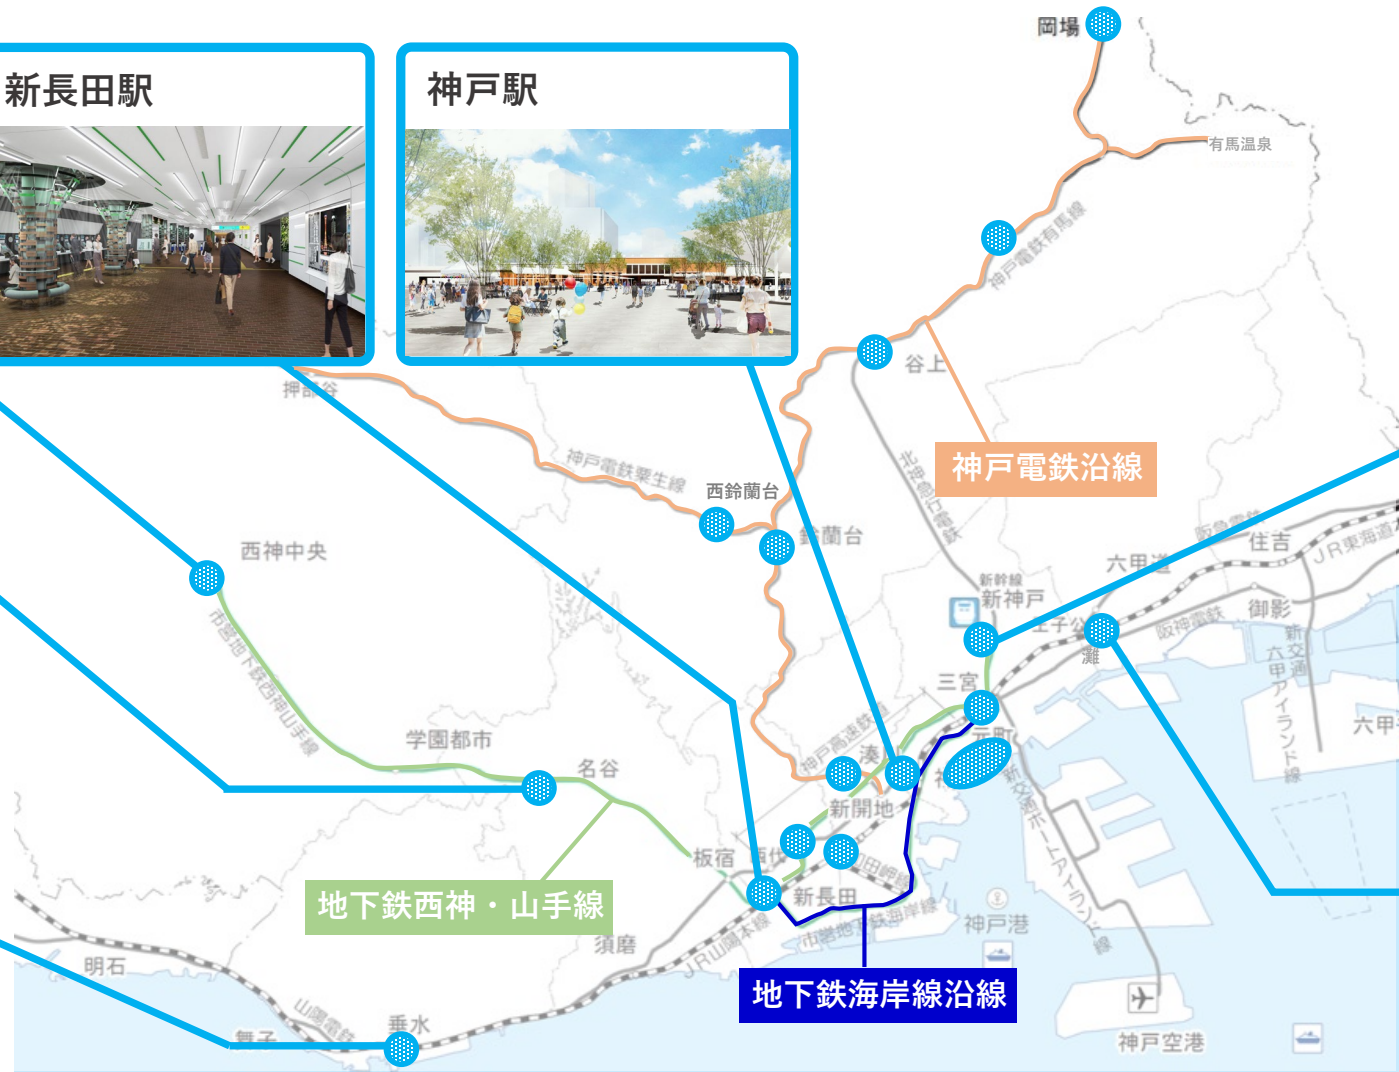 岡場
新長田駅
神戸駅
有馬温泉
神戸電鉄有馬線
谷上
押部谷
神戸電鉄沿線
神戸電鉄粟生線
西鈴蘭台
北神急行電鉄
鈴蘭台
阪急電鉄
住吉
JR東海道
西神中央
六甲道
新幹線
新神戸
王子公
御影
阪神電鉄
灘
新交通
六甲アイランド線
市営地下鉄西神山手線
三宮
六甲
学園都市
神戸高速鉄道
湊川
元町
神
名谷
新交通ポートアイランド線
新開地
板宿
西代
和田岬線
地下鉄西神・山手線
新長田
市営地下鉄海岸線
神戸港
須磨
JR山陽本線
明石
地下鉄海岸線沿線
山陽電鉄
垂水
舞子
神戸空港